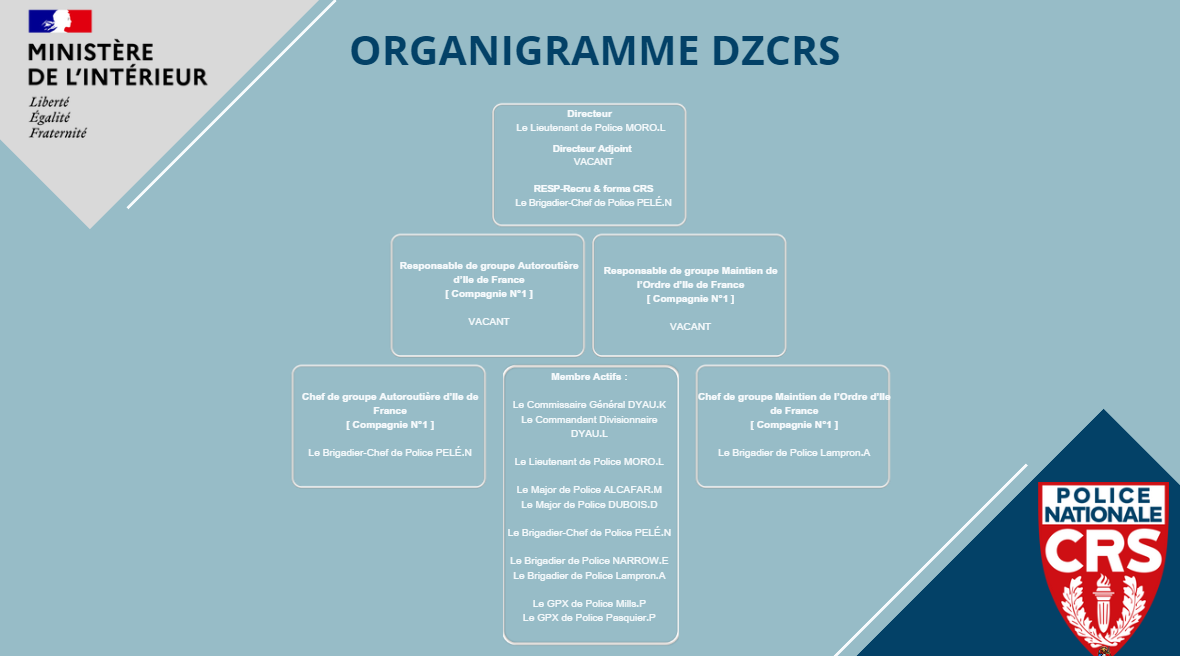 MINISTÈRE
DE L'INTÉRIEUR
Liberté
Égalité
Fraternité
ORGANIGRAMME DZCRS
Directeur
Le Lieutenant de Police MORO.L
Directeur Adjoint
VACANT
RESP-Recru & forma CRS
Le Brigadier-Chef de Police PELÉ.N
Responsable de groupe Autoroutière
d'Ile de France
[ Compagnie N°1 ]
VACANT
Responsable de groupe Maintien de
l'Ordre d'Ile de France
[ Compagnie N°1 ]
VACANT
Chef de groupe Autoroutière d'Ile de
France
[ Compagnie N°1 ]
Le Brigadier-Chef de Police PELÉ.N
Membre Actifs :
Le Commissaire Général DYAU.K
Le Commandant Divisionnaire
DYAU.L
Le Lieutenant de Police MORO.L
Le Major de Police ALCAFAR.M
Le Major de Police DUBOIS.D
Le Brigadier-Chef de Police PELÉ.N
Le Brigadier de Police NARROW.E
Le Brigadier de Police Lampron.A
Le GPX de Police Mills.P
Le GPX de Police Pasquier.P
Chef de groupe Maintien de l'Ordre d'Ile
de France
[ Compagnie N°1 ]
Le Brigadier de Police Lampron.A
POLICE
NATIONALE
CRS